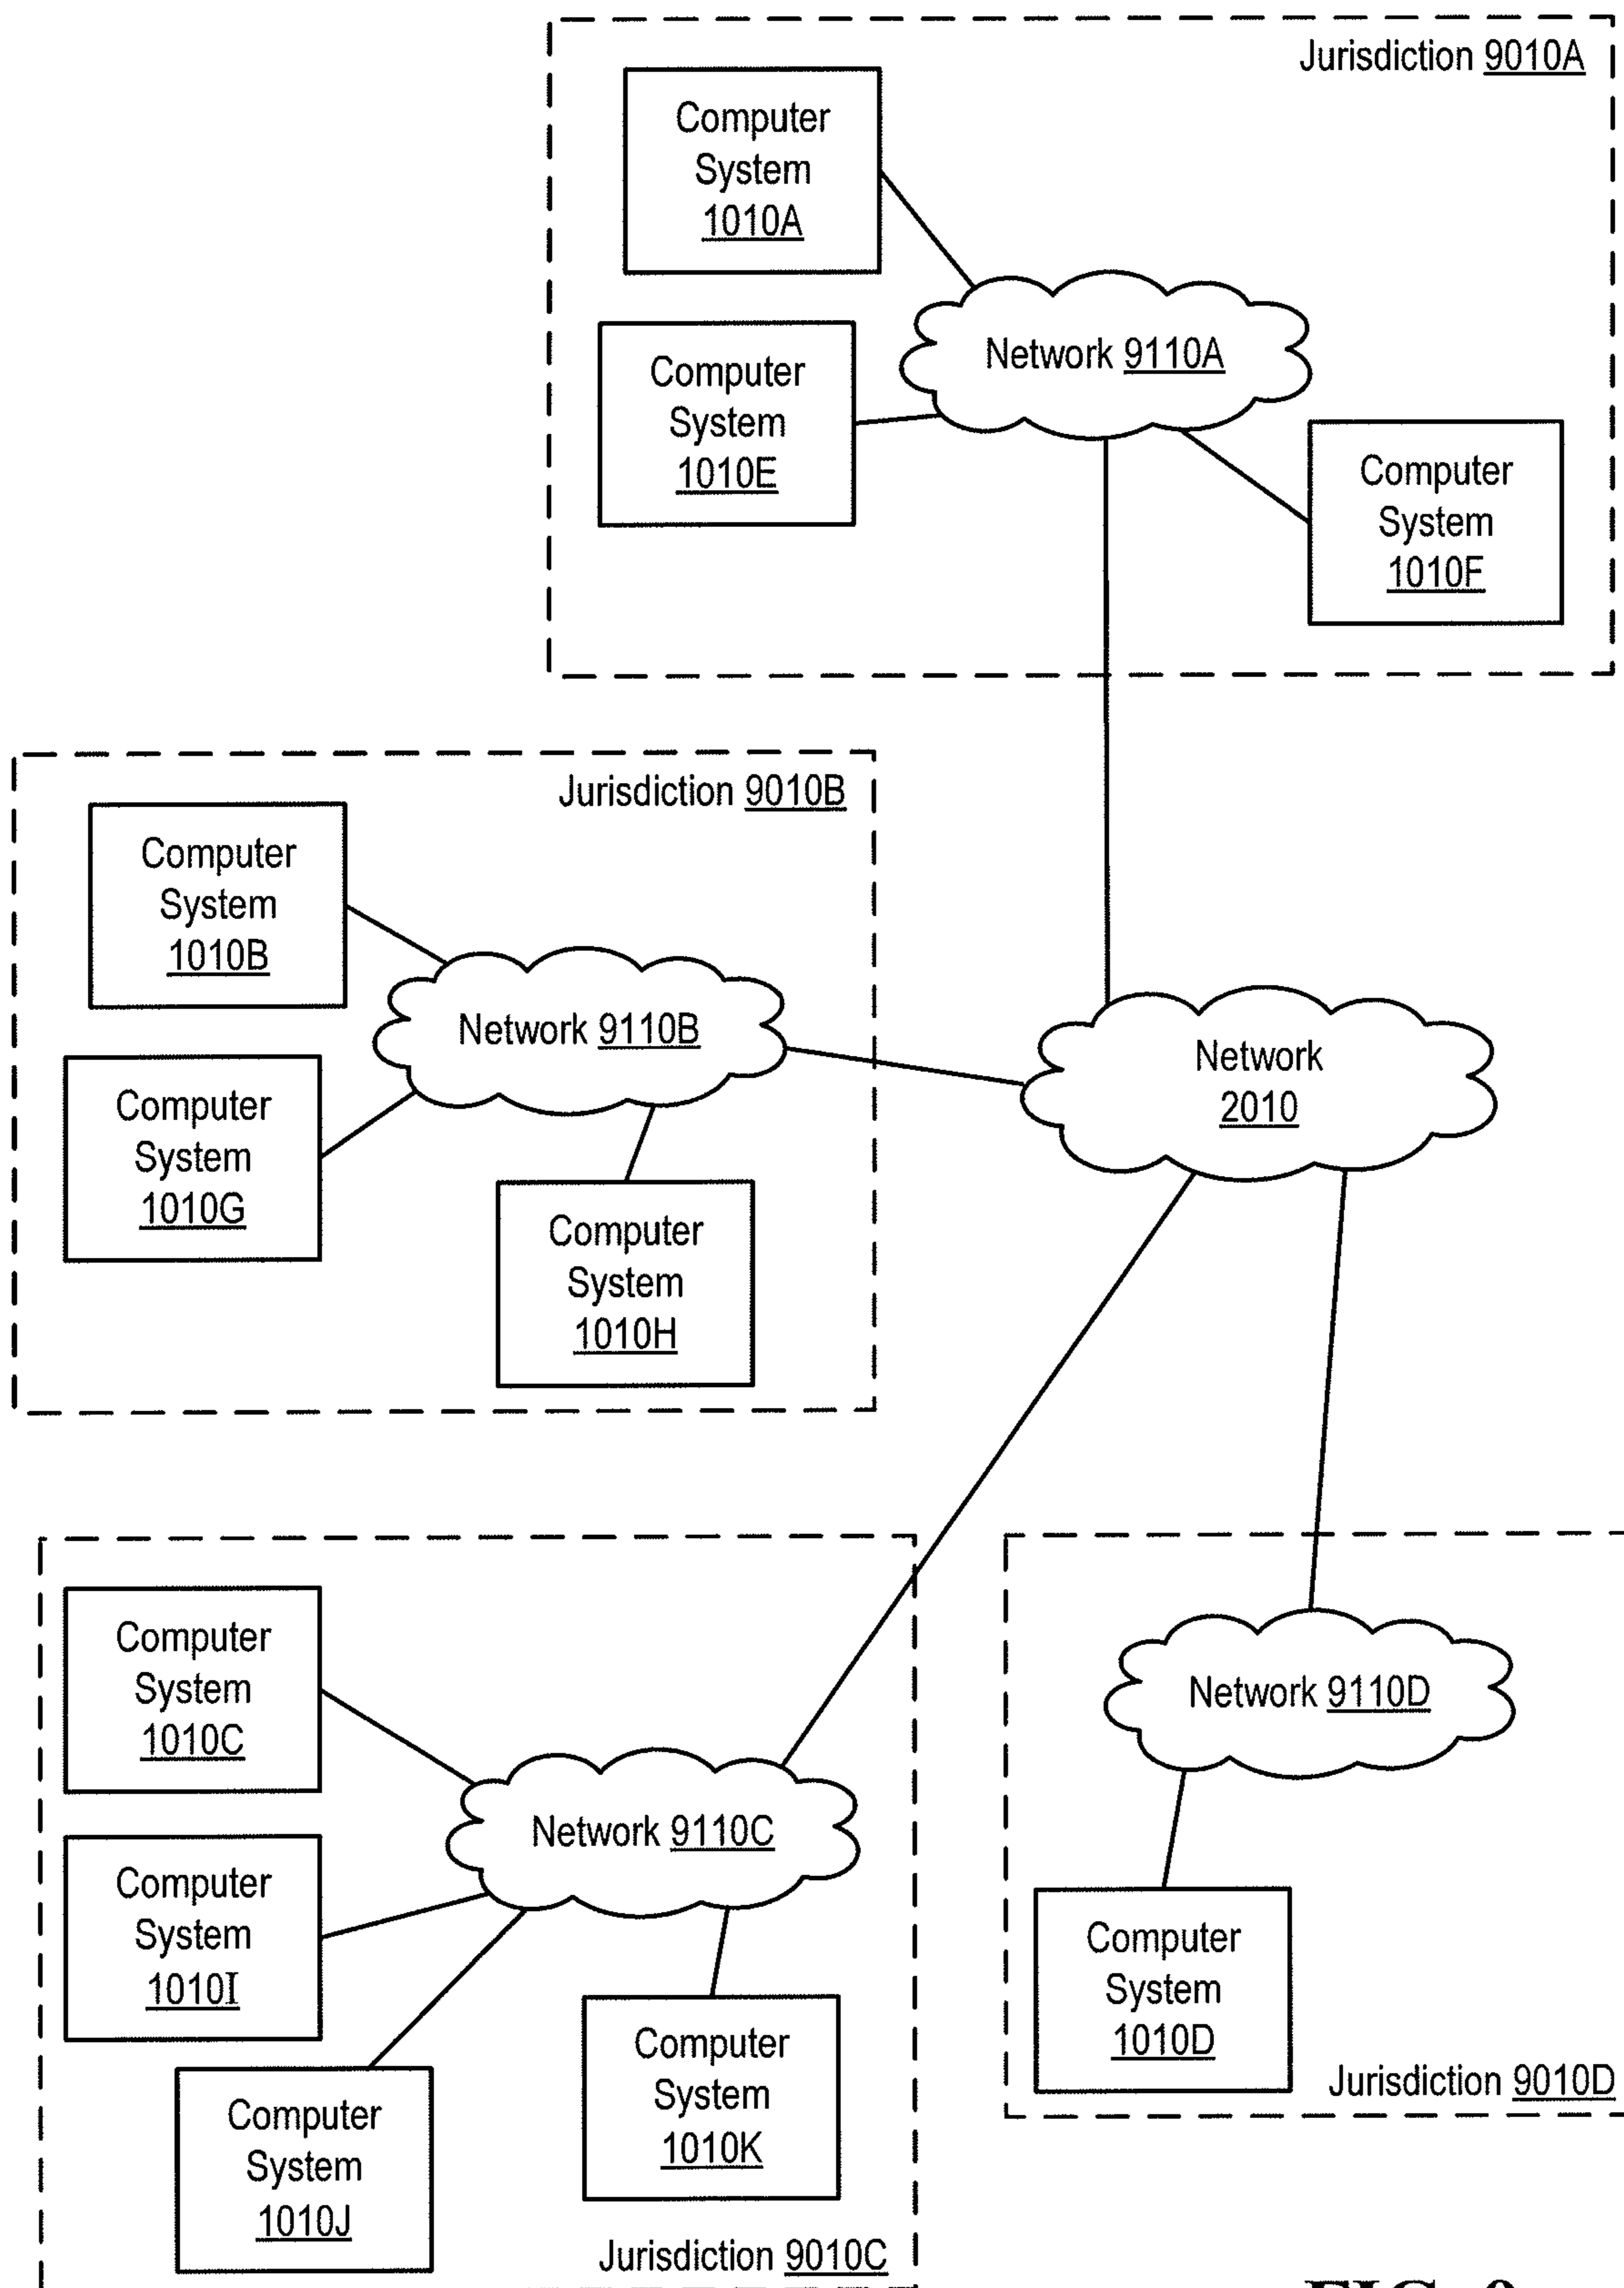 Jurisdiction 9010A
Computer
System
1010A
Network 9110A
Computer
System
1010E
Computer
System
1010F
Jurisdiction 9010B
Computer
System
1010B
Network 9110B
Computer
System
1010G
Computer
System
1010H
Network
2010
Computer
System
1010C
Network 9110C
Computer
System
1010I
Computer
System
1010J
Computer
System
1010K
Jurisdiction 9010C
Network 9110D
Computer
System
1010D
Jurisdiction 9010D
FIG.